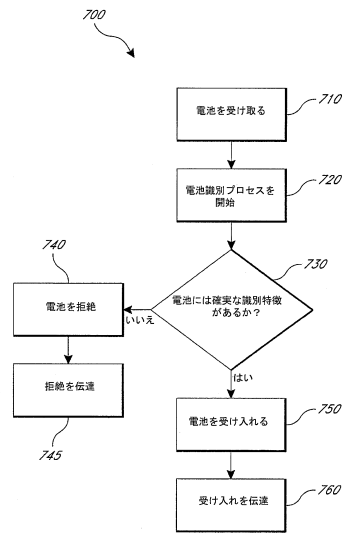 700
710
電池を受け取る
720
電池識別プロセスを
開始
730
電池には確実な識別特徴
があるか?
740
電池を拒絶
いいえ
拒絶を伝達
745
はい
750
電池を受け入れる
760
受け入れを伝達